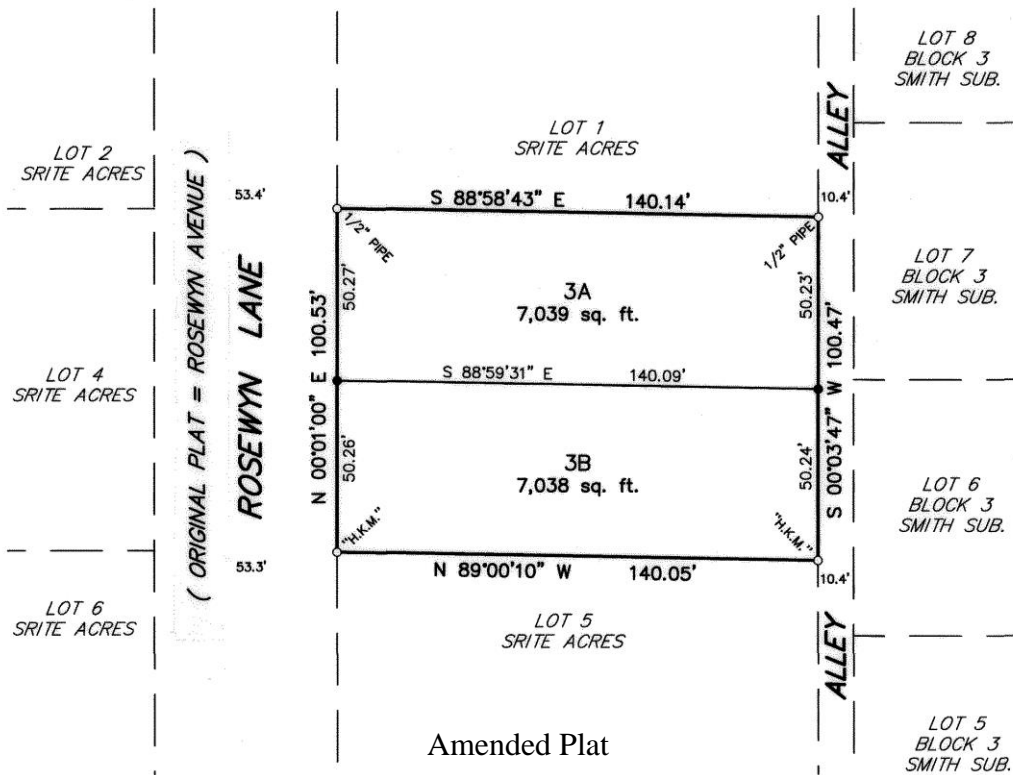 LOT 8
BLOCK 3
SMITH SUB.
ALLEY
LOT 1
SRITE ACRES
LOT 2
SRITE ACRES
( ORIGINAL PLAT = ROSEWYN AVENUE )
53.4'
S 88°58'43" E 140.14'
10.4'
1/2" PIPE
1/2" PIPE
LOT 7
BLOCK 3
SMITH SUB.
ROSEWYN LANE
N 00°01'00" E 100.53'
50.27'
3A
7,039 sq. ft.
50.23'
S 00°03'47" W 100.47'
LOT 4
SRITE ACRES
S 88°59'31" E 140.09'
50.26'
3B
7,038 sq. ft.
50.24'
LOT 6
BLOCK 3
SMITH SUB.
"H.K.M."
"H.K.M."
53.3'
N 89°00'10" W 140.05'
10.4'
LOT 6
SRITE ACRES
LOT 5
SRITE ACRES
ALLEY
LOT 5
BLOCK 3
SMITH SUB.
Amended Plat